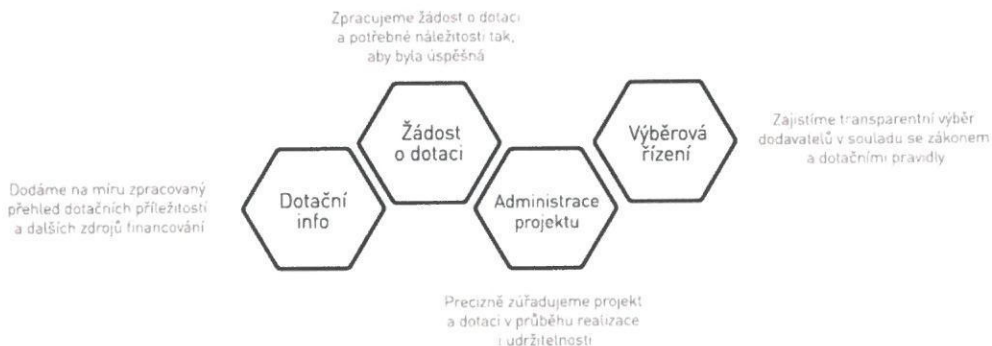 Zpracujeme žádost o dotaci
a potřebné náležitosti tak,
aby byla úspěšná
Žádost
o dotaci
Výběrová
řízení
Zajistíme transparentní výběr
dodavatelů v souladu se zákonem
a dotačními pravidly
Dodáme na míru zpracovaný
přehled dotačních příležitostí
a dalších zdrojů financování
Dotační
info
Administrace
projektu
Precizně zúřadujeme projekt
a dotaci v průběhu realizace
i udržitelnosti